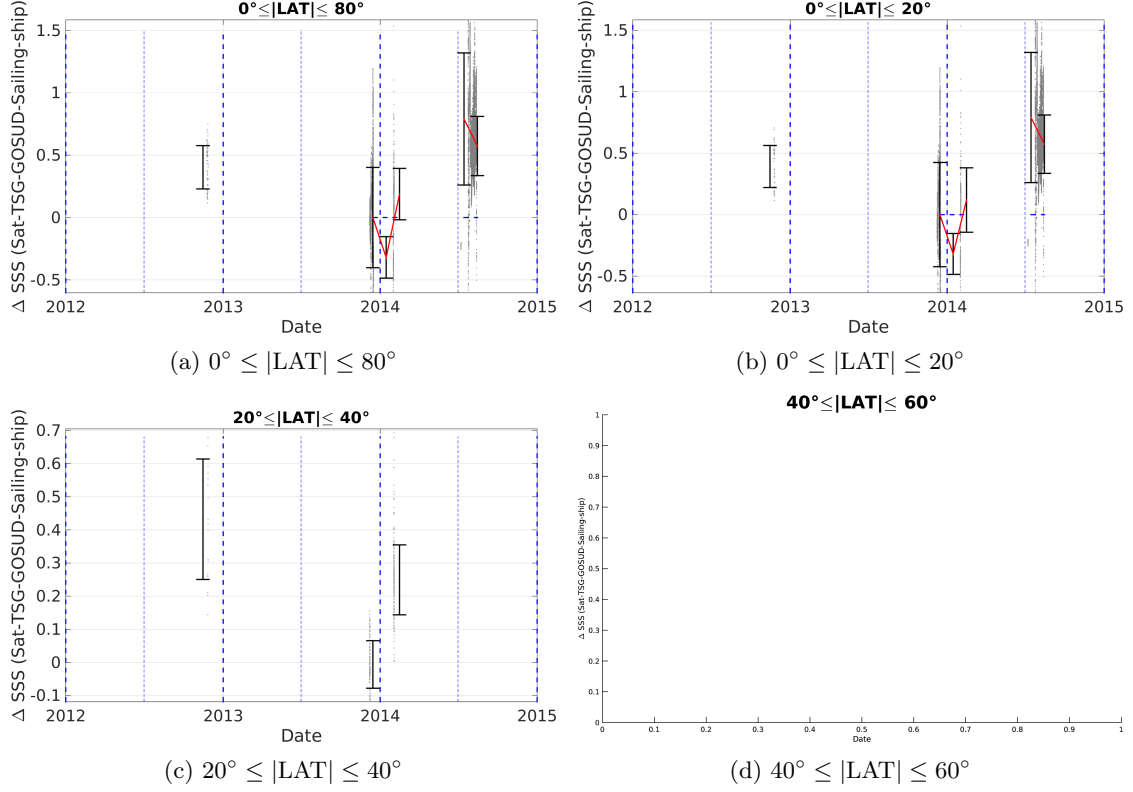 0°≤|LAT|≤ 80°
Δ SSS (Sat-TSG-GOSUD-Sailing-ship)
1.5
1
0.5
0
-0.5
2012 2013 2014 2015
Date
(a) 0° ≤ |LAT| ≤ 80°
0°≤|LAT|≤ 20°
Δ SSS (Sat-TSG-GOSUD-Sailing-ship)
1.5
1
0.5
0
-0.5
2012 2013 2014 2015
Date
(b) 0° ≤ |LAT| ≤ 20°
20°≤|LAT|≤ 40°
Δ SSS (Sat-TSG-GOSUD-Sailing-ship)
0.7
0.6
0.5
0.4
0.3
0.2
0.1
0
-0.1
2012 2013 2014 2015
Date
(c) 20° ≤ |LAT| ≤ 40°
40°≤|LAT|≤ 60°
Δ SSS (Sat-TSG-GOSUD-Sailing-ship)
1
0.9
0.8
0.7
0.6
0.5
0.4
0.3
0.2
0.1
0
0 0.1 0.2 0.3 0.4 0.5 0.6 0.7 0.8 0.9 1
Date
(d) 40° ≤ |LAT| ≤ 60°